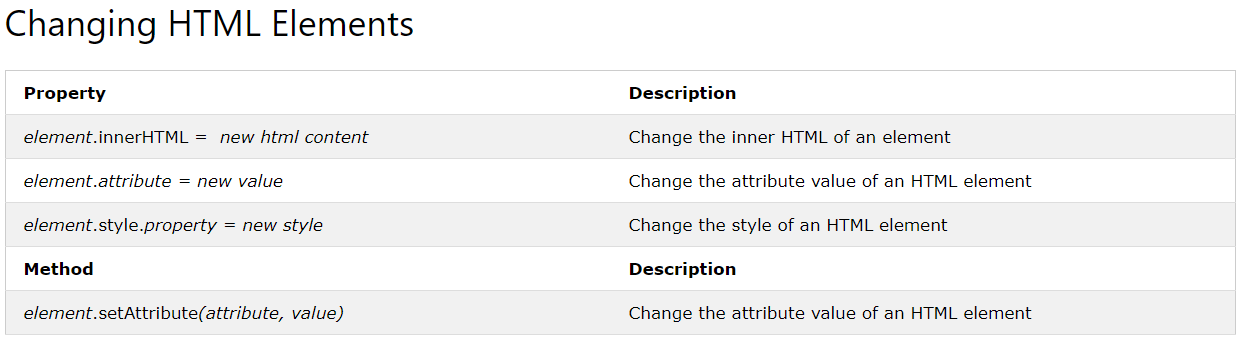 Changing HTML Elements
Property Description
element.innerHTML =  new html content Change the inner HTML of an element
element.attribute = new value Change the attribute value of an HTML element
element.style.property = new style Change the style of an HTML element
Method Description
element.setAttribute(attribute, value) Change the attribute value of an HTML element